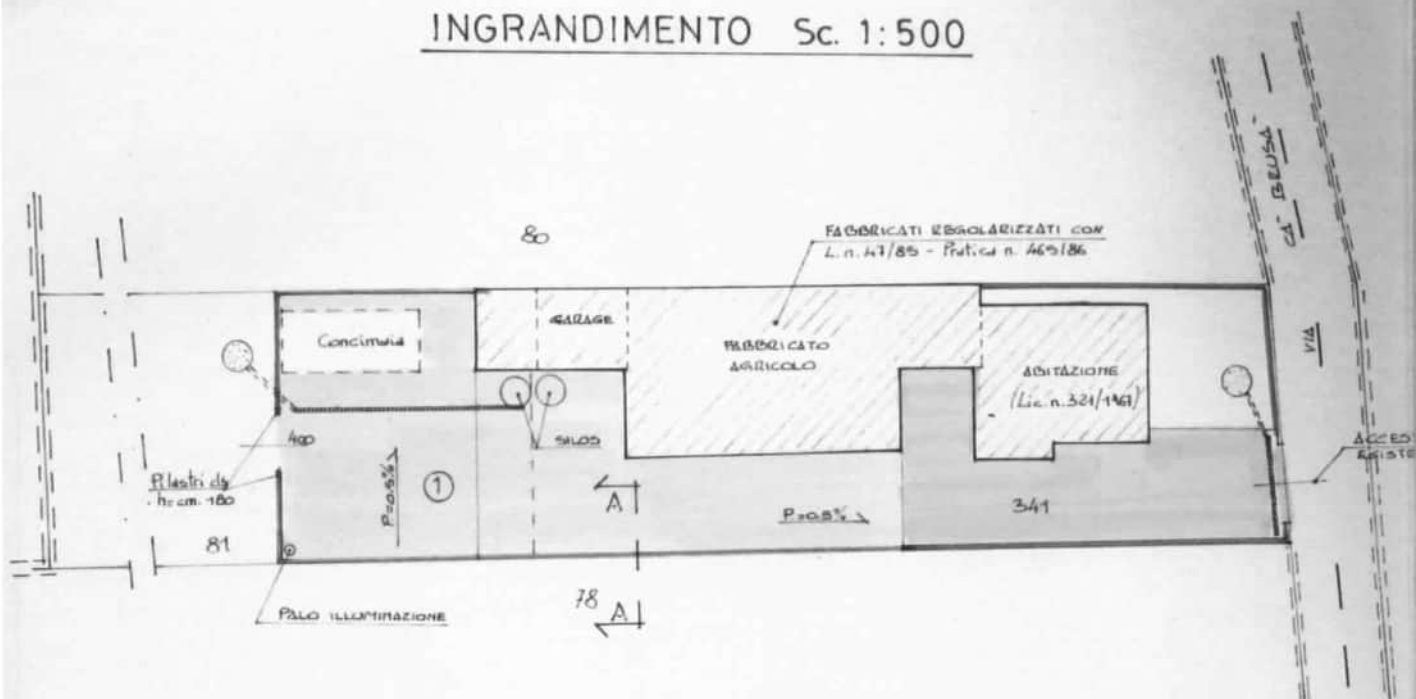 INGRANDIMENTO Sc. 1:500
CA' BRUSA'
VIA
80
FABBRICATI REGOLARIZZATI CON
L. n. 47/85 - Pratica n. 469/86
GARAGE
Concimaia
FABBRICATO
AGRICOLO
ABITAZIONE
(Lic. n. 321/1967)
SILOS
400
ACCES
ESISTE
Pilastri cls
h= cm. 180
P=0.5%
1
A
P=0.5%
341
81
78
A
PALO ILLUMINAZIONE